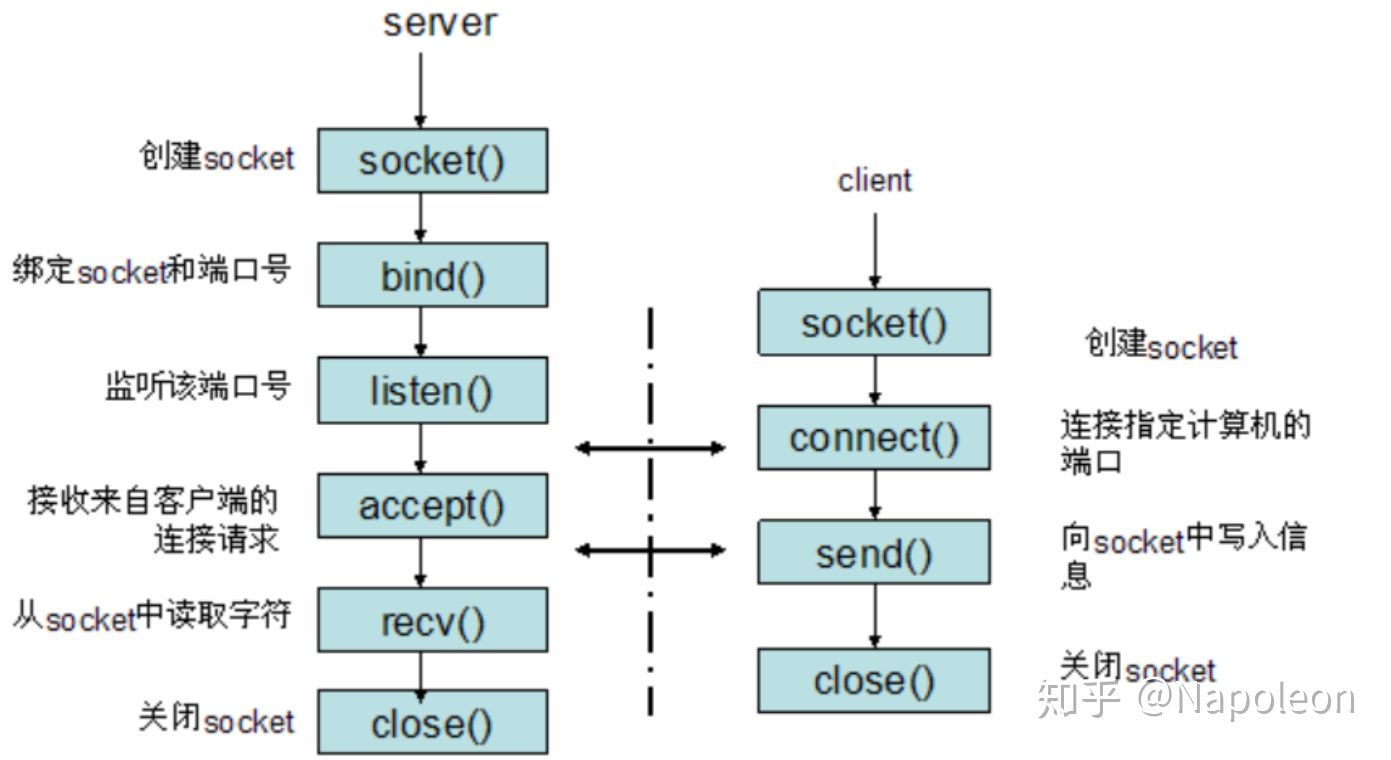 server
创建socket
socket()
绑定socket和端口号
bind()
监听该端口号
listen()
接收来自客户端的
连接请求
accept()
从socket中读取字符
recv()
关闭socket
close()
client
socket()
创建socket
connect()
连接指定计算机的
端口
send()
向socket中写入信
息
close()
关闭socket
知乎 @Napoleon